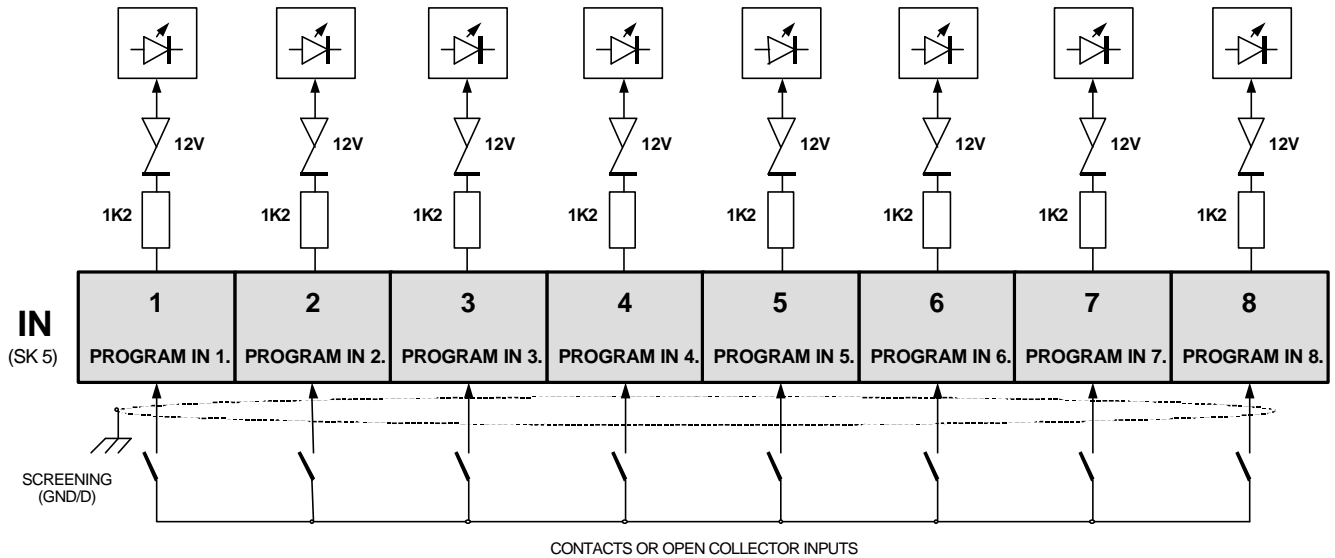 12V 12V 12V 12V 12V 12V 12V 12V
1K2 1K2 1K2 1K2 1K2 1K2 1K2 1K2
IN
(SK 5)
1 2 3 4 5 6 7 8
PROGRAM IN 1. PROGRAM IN 2. PROGRAM IN 3. PROGRAM IN 4. PROGRAM IN 5. PROGRAM IN 6. PROGRAM IN 7. PROGRAM IN 8.
SCREENING
(GND/D)
CONTACTS OR OPEN COLLECTOR INPUTS